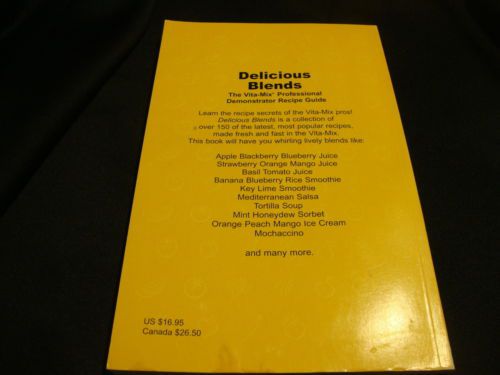 Delicious
Blends
The Vita-Mix® Professional
Demonstrator Recipe Guide
Learn the recipe secrets of the Vita-Mix pros!
Delicious Blends is a collection of
over 150 of the latest, most popular recipes,
made fresh and fast in the Vita-Mix.
This book will have you whirling lively blends like:
Apple Blackberry Blueberry Juice
Strawberry Orange Mango Juice
Basil Tomato Juice
Banana Blueberry Rice Smoothie
Key Lime Smoothie
Mediterranean Salsa
Tortilla Soup
Mint Honeydew Sorbet
Orange Peach Mango Ice Cream
Mochaccino
and many more.
US $16.95
Canada $26.50